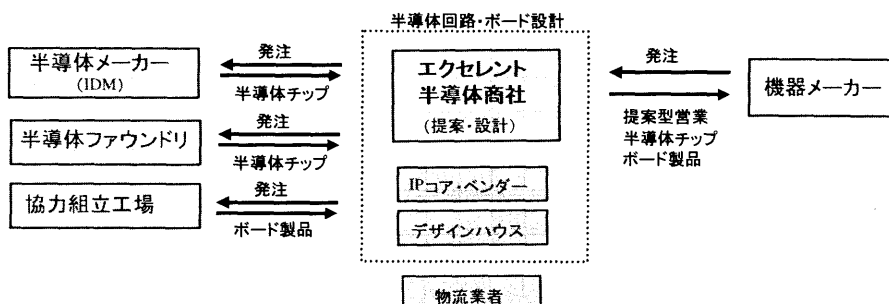 半導体回路・ボード設計
半導体メーカー
(IDM)
発注
半導体チップ
半導体ファウンドリ
発注
半導体チップ
協力組立工場
発注
ボード製品
エクセレント
半導体商社
(提案・設計)
IPコア・ベンダー
デザインハウス
物流業者
発注
提案型営業
半導体チップ
ボード製品
機器メーカー